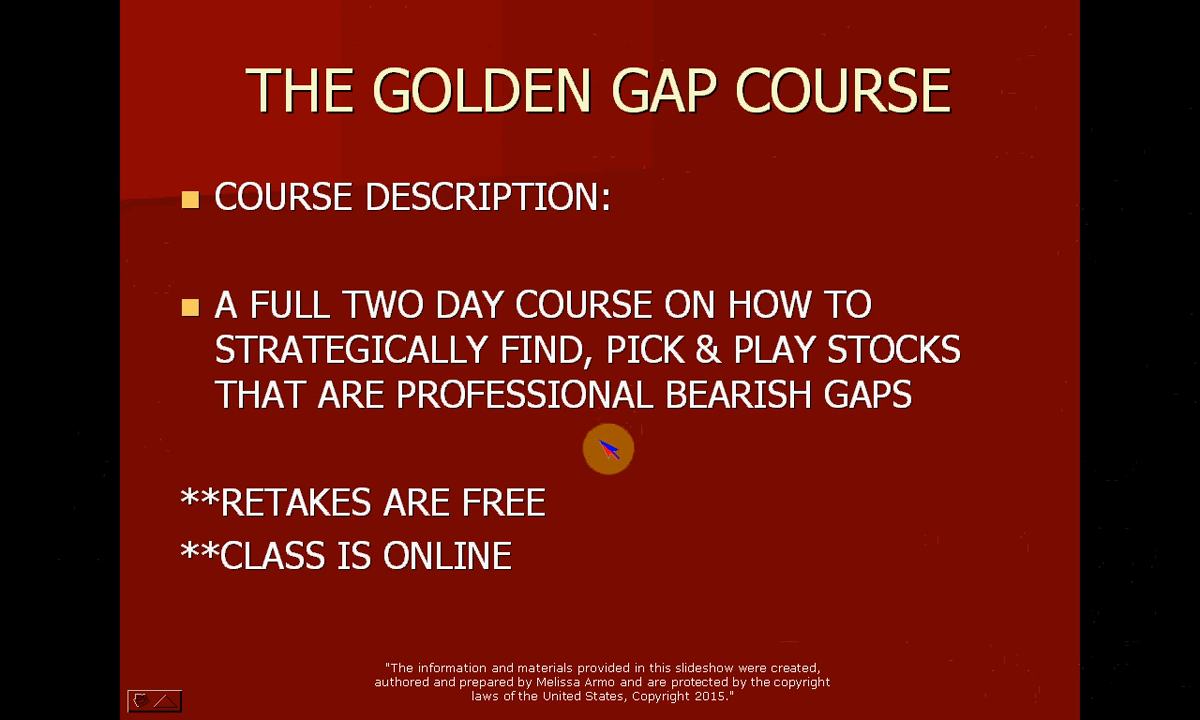 THE GOLDEN GAP COURSE
COURSE DESCRIPTION:
A FULL TWO DAY COURSE ON HOW TO
STRATEGICALLY FIND, PICK & PLAY STOCKS
THAT ARE PROFESSIONAL BEARISH GAPS
**RETAKES ARE FREE
**CLASS IS ONLINE
"The information and materials provided in this slideshow were created,
authored and prepared by Melissa Armo and are protected by the copyright
laws of the United States, Copyright 2015."